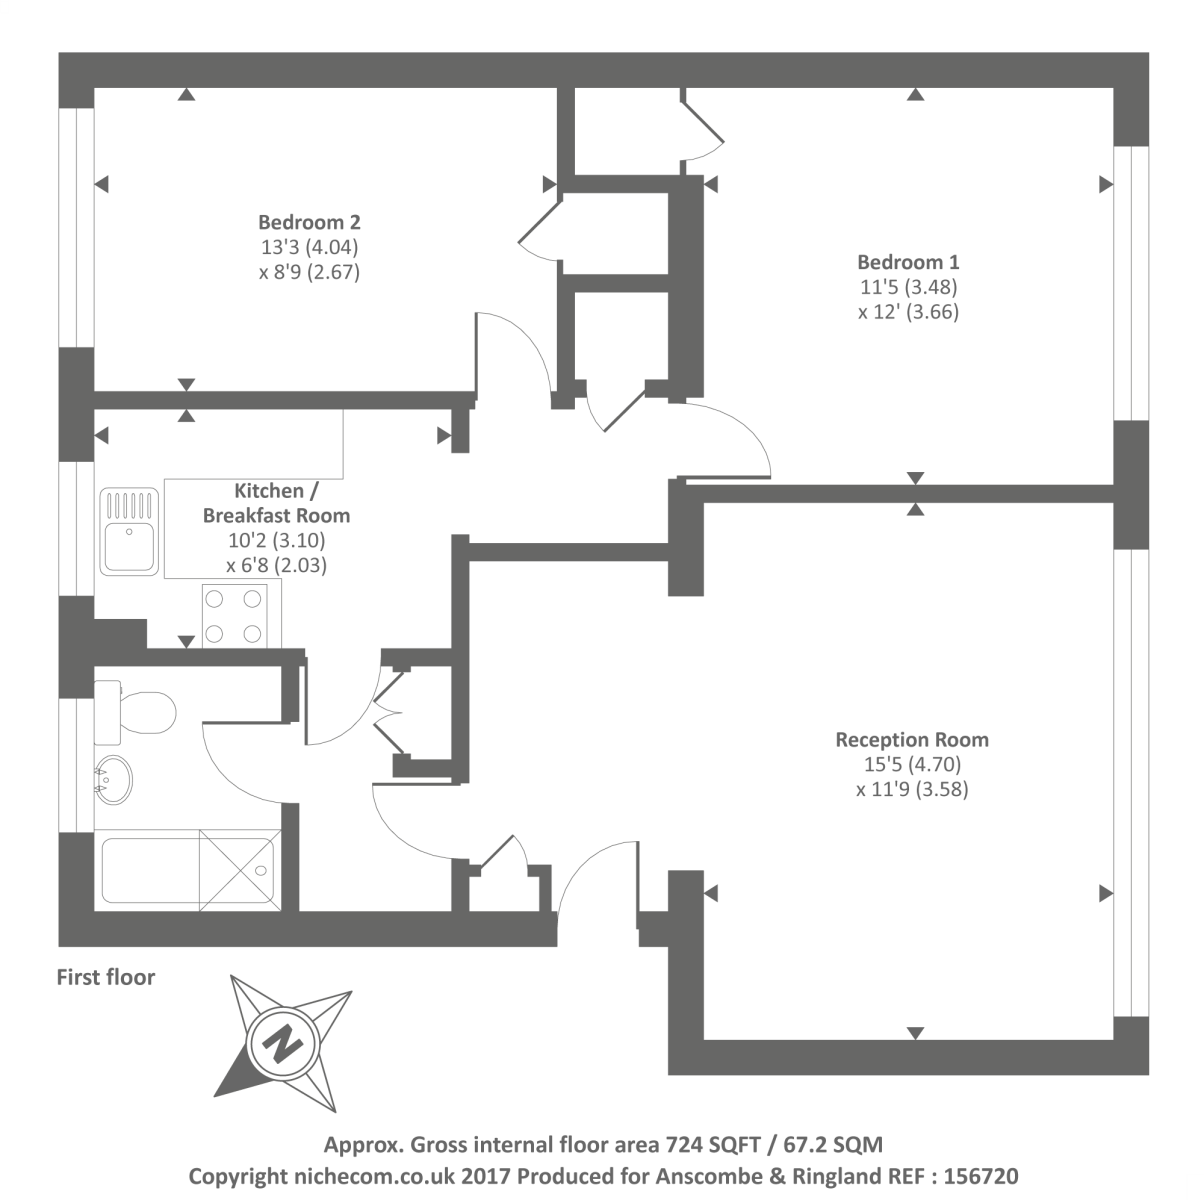 Bedroom 2
13'3 (4.04)
x 8'9 (2.67)
Bedroom 1
11'5 (3.48)
x 12' (3.66)
Kitchen /
Breakfast Room
10'2 (3.10)
x 6'8 (2.03)
Reception Room
15'5 (4.70)
x 11'9 (3.58)
First floor
N
Approx. Gross internal floor area 724 SQFT / 67.2 SQM
Copyright nichecom.co.uk 2017 Produced for Anscombe & Ringland REF : 156720